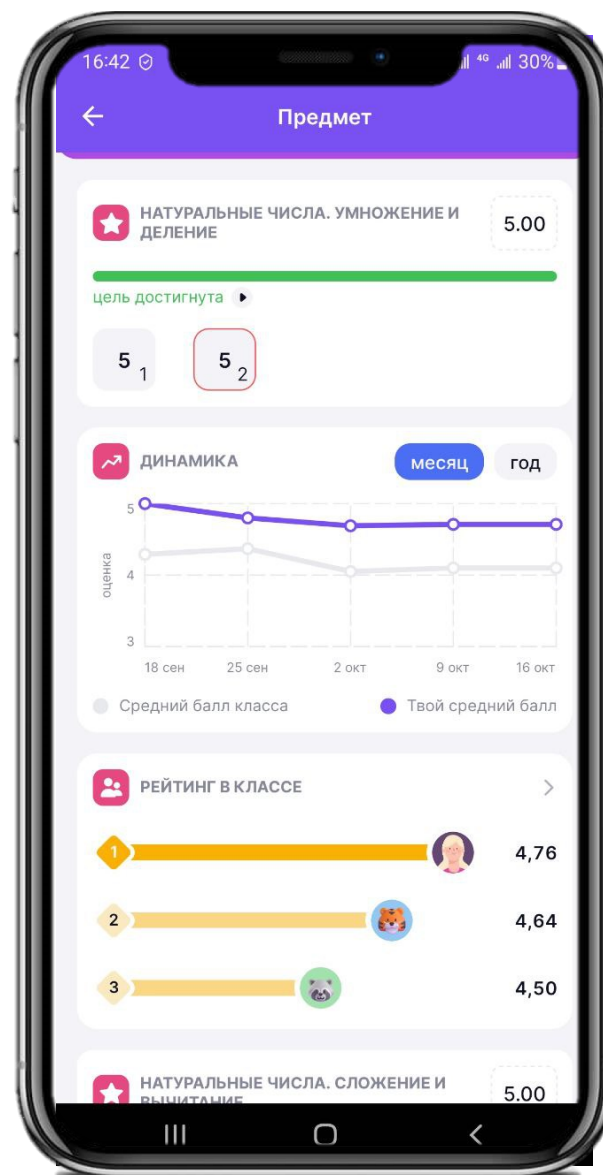 16:42 4G 30%
Предмет
НАТУРАЛЬНЫЕ ЧИСЛА. УМНОЖЕНИЕ И
ДЕЛЕНИЕ
5.00
цель достигнута
5 1 5 2
ДИНАМИКА месяц год
5
оценка
4
3
18 сен 25 сен 2 окт 9 окт 16 окт
Средний балл класса Твой средний балл
РЕЙТИНГ В КЛАССЕ
1 4,76
2 4,64
3 4,50
НАТУРАЛЬНЫЕ ЧИСЛА. СЛОЖЕНИЕ И
ВЫЧИТАНИЕ
5.00